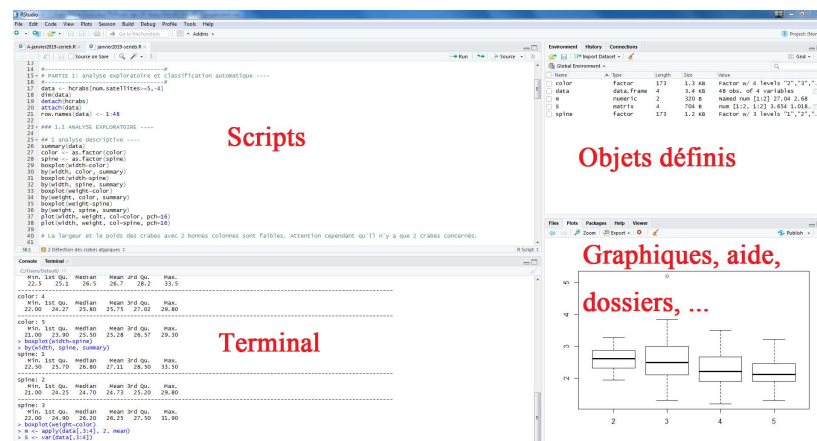 RStudio
File Edit Code View Plots Session Build Debug Profile Tools Help
Go to file/function Addins
Project: (Non
A-janvier2019-scrieb.R janvier2019-scrieb.R
Source on Save Run Source
13
14 #-----------------------------#
15 # PARTIE 1: analyse exploratoire et classification automatique ----
16 #-----------------------------#
17 data <- hcrabs[num.satellites>=5,-4]
18 dim(data)
19 detach(hcrabs)
20 attach(data)
21 row.names(data) <- 1:48
22
23 ### 1.1 ANALYSE EXPLORATOIRE ----
24
25 ## 1 analyse descriptive ----
26 summary(data)
27 color <- as.factor(color)
28 spine <- as.factor(spine)
29 boxplot(width~color)
30 by(width, color, summary)
31 boxplot(width~spine)
32 by(width, spine, summary)
33 boxplot(weight~color)
34 by(weight, color, summary)
35 boxplot(weight~spine)
36 by(weight, spine, summary)
37 plot(width, weight, col=color, pch=16)
38 plot(width, weight, col=spine, pch=16)
39
40 # La largeur et le poids des crabes avec 2 bonnes colonnes sont faibles. Attention cependant qu'il n'y a que 2 crabes concernés.
41
Scripts
58:1 2 Détection des crabes atypiques R Script
Console Terminal
C:/Users/Default/
Min. 1st Qu. Median Mean 3rd Qu. Max.
22.5 25.1 26.5 26.7 28.2 33.5
color: 4
Min. 1st Qu. Median Mean 3rd Qu. Max.
22.00 24.27 25.80 25.75 27.02 29.80
color: 5
Min. 1st Qu. Median Mean 3rd Qu. Max.
21.00 23.90 25.50 25.28 26.57 29.30
> boxplot(width~spine)
> by(width, spine, summary)
spine: 1
Min. 1st Qu. Median Mean 3rd Qu. Max.
22.50 25.70 26.80 27.11 28.50 33.50
spine: 2
Min. 1st Qu. Median Mean 3rd Qu. Max.
21.00 24.25 24.70 24.73 25.20 29.80
spine: 3
Min. 1st Qu. Median Mean 3rd Qu. Max.
22.00 24.90 26.20 26.25 27.50 31.90
> boxplot(weight~color)
> m <- apply(data[,3:4], 2, mean)
> S <- var(data[,3:4])
Terminal
Environment History Connections
Import Dataset Grid
Global Environment
Name Type Length Size Value
color factor 173 1.3 KB Factor w/ 4 levels "2","3",".
data data.frame 4 3.4 KB 48 obs. of 4 variables
m numeric 2 320 B Named num [1:2] 27.04 2.68
S matrix 4 704 B num [1:2, 1:2] 3.654 1.018…
spine factor 173 1.2 KB Factor w/ 3 levels "1","2",".
Objets définis
Files Plots Packages Help Viewer
Zoom Export Publish
Graphiques, aide,
dossiers, ...
5
4
3
2
2 3 4 5